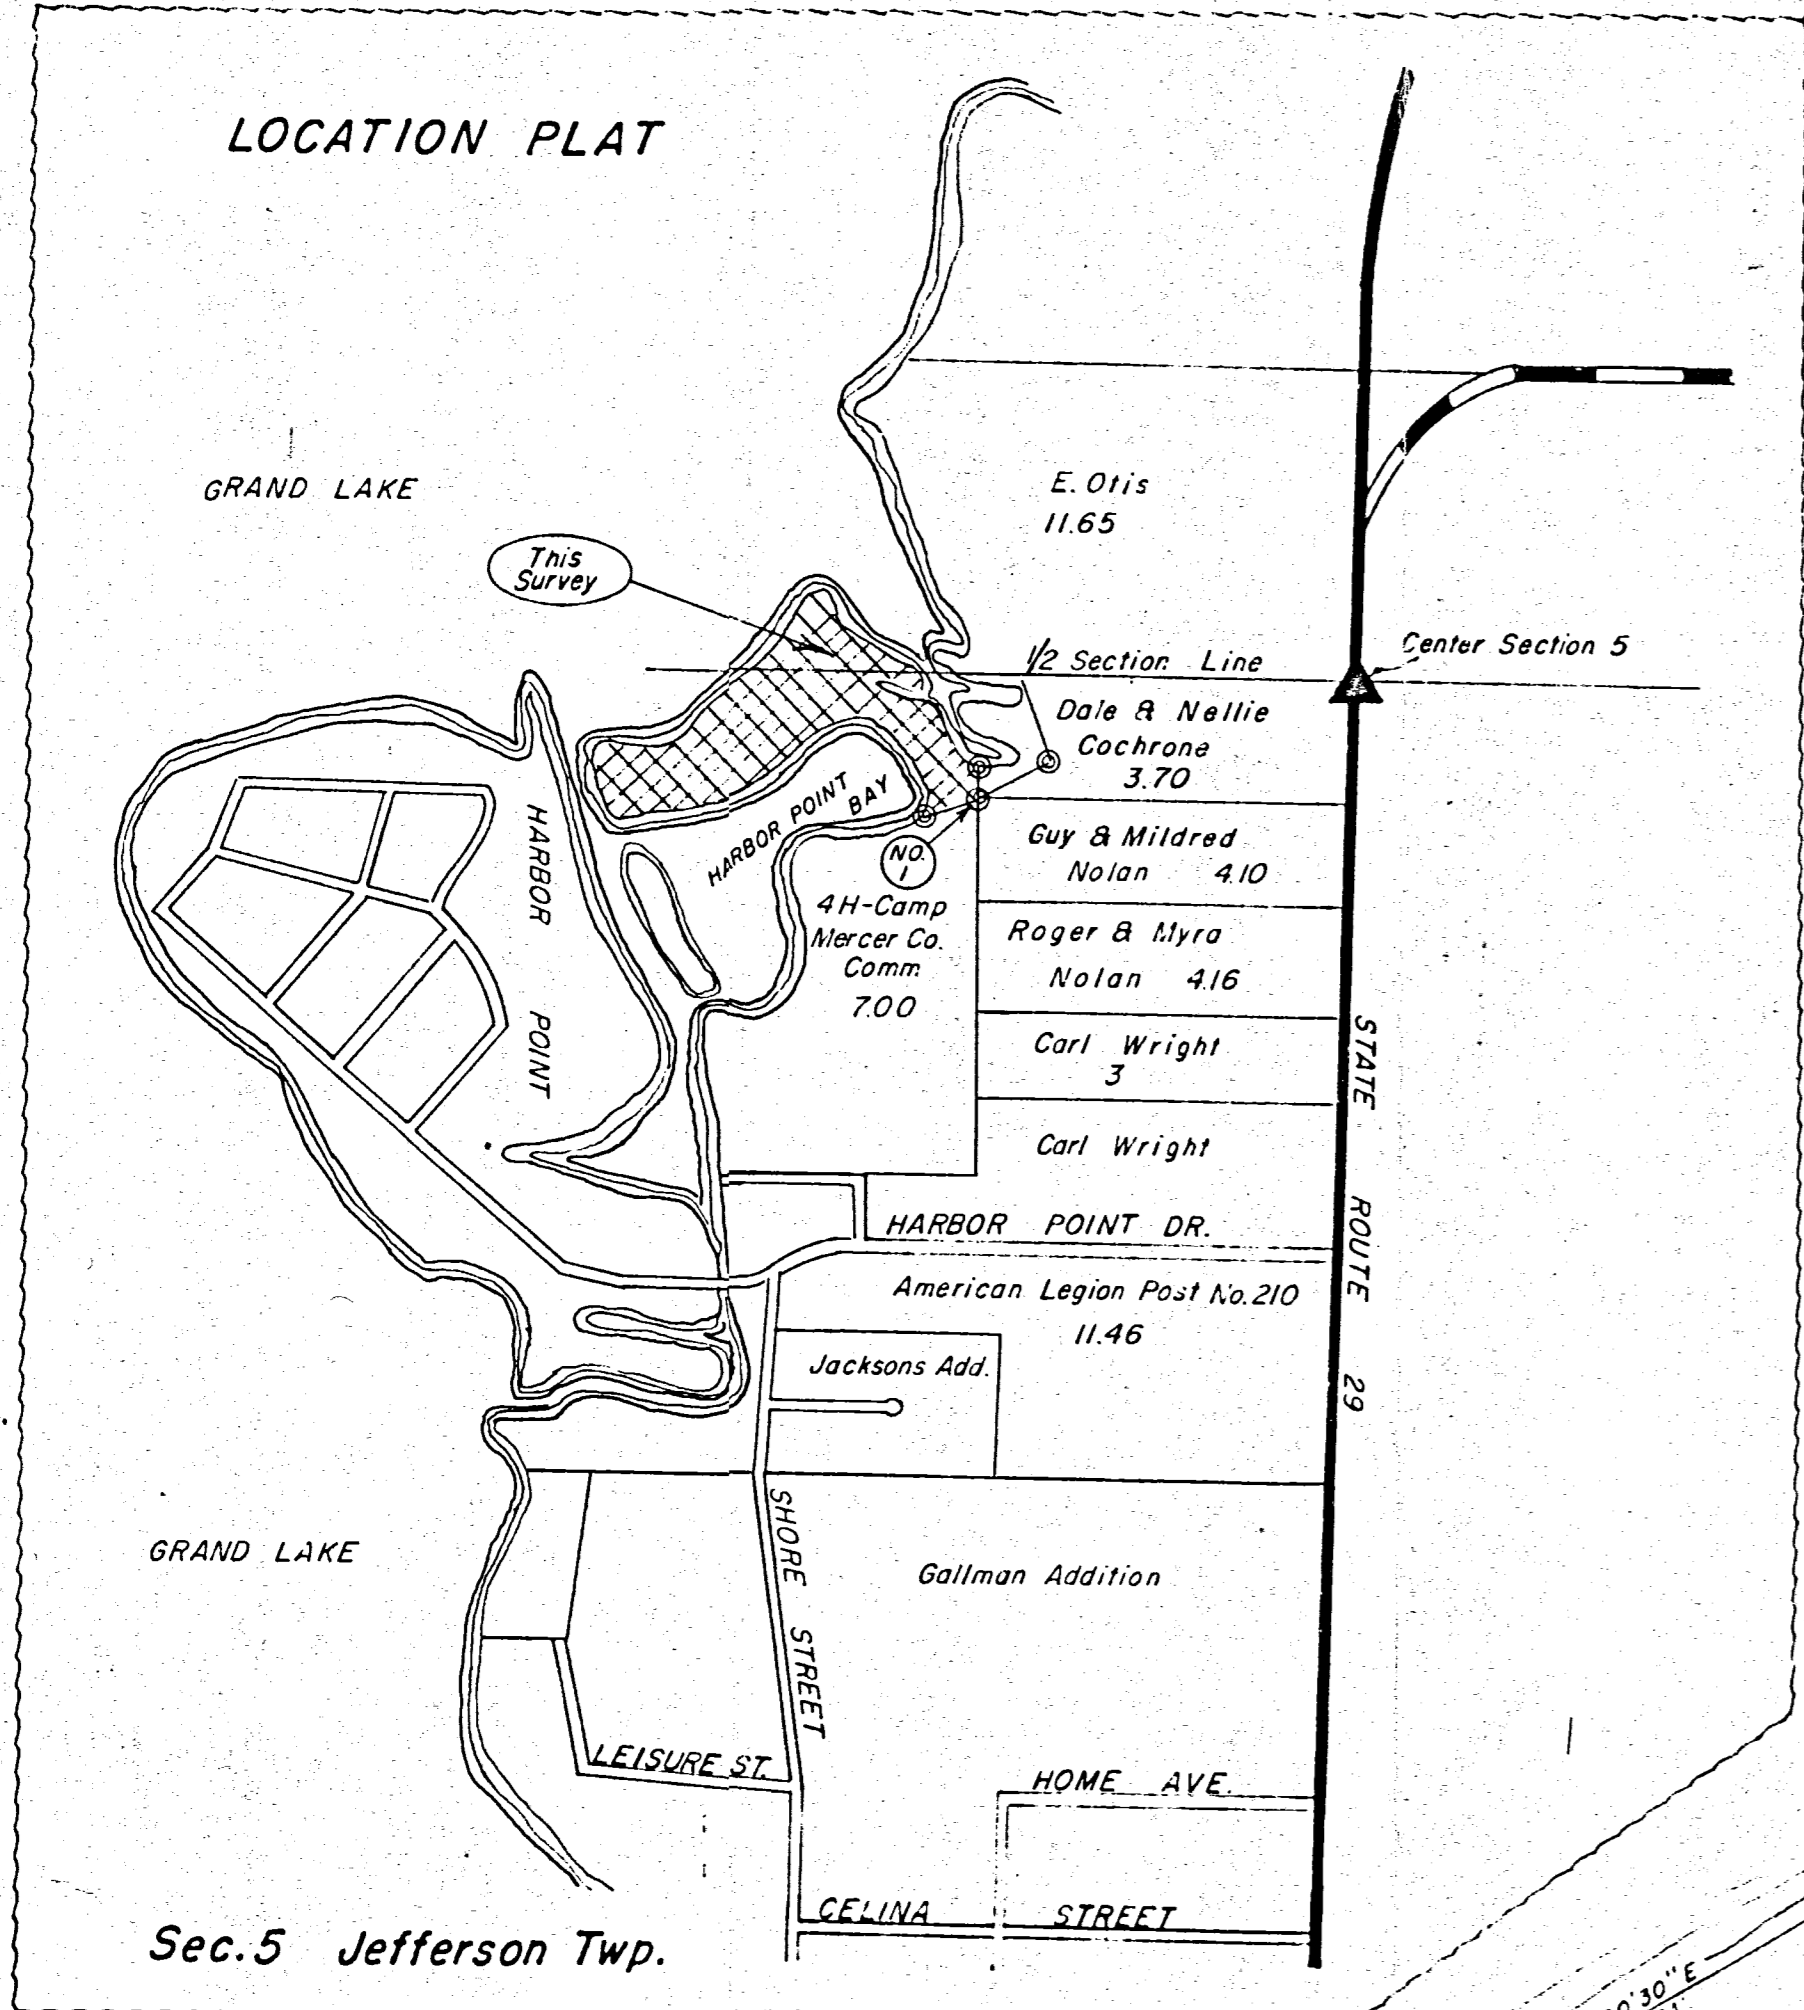 LOCATION PLAT
GRAND LAKE
E. Otis
11.65
This
Survey
1/2 Section Line
Center Section 5
Dale & Nellie
Cochrone
3.70
HARBOR POINT
BAY
HARBOR POINT
NO.
1
Guy & Mildred
Nolan 4.10
4H-Camp
Mercer Co.
Comm.
7.00
Roger & Myra
Nolan 4.16
Carl Wright
3
Carl Wright
STATE ROUTE 29
HARBOR POINT DR.
American Legion Post No. 210
11.46
Jacksons Add.
GRAND LAKE
SHORE STREET
Gallman Addition
LEISURE ST.
HOME AVE.
CELINA STREET
Sec. 5 Jefferson Twp.
0'30"E